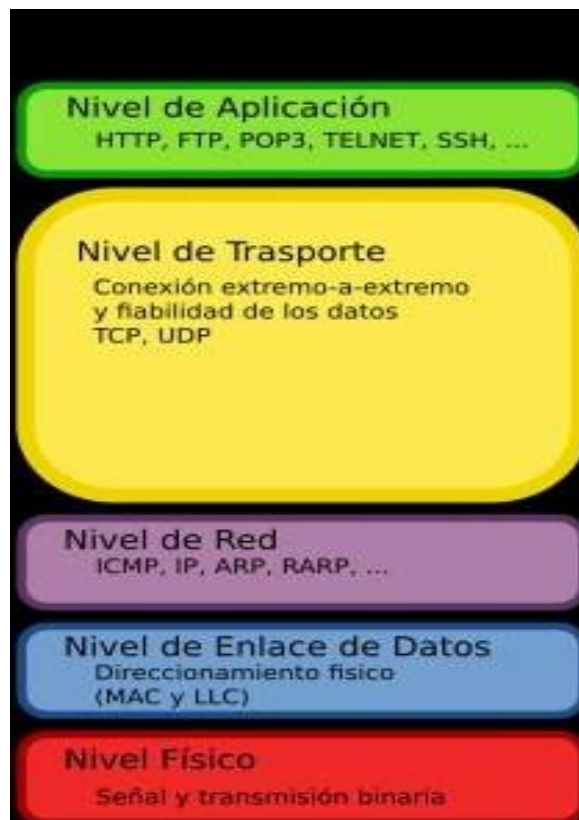 Nivel de Aplicación
HTTP, FTP, POP3, TELNET, SSH, ...
Nivel de Trasporte
Conexión extremo-a-extremo
y fiabilidad de los datos
TCP, UDP
Nivel de Red
ICMP, IP, ARP, RARP, ...
Nivel de Enlace de Datos
Direccionamiento fisico
(MAC y LLC)
Nivel Físico
Señal y transmisión binaria